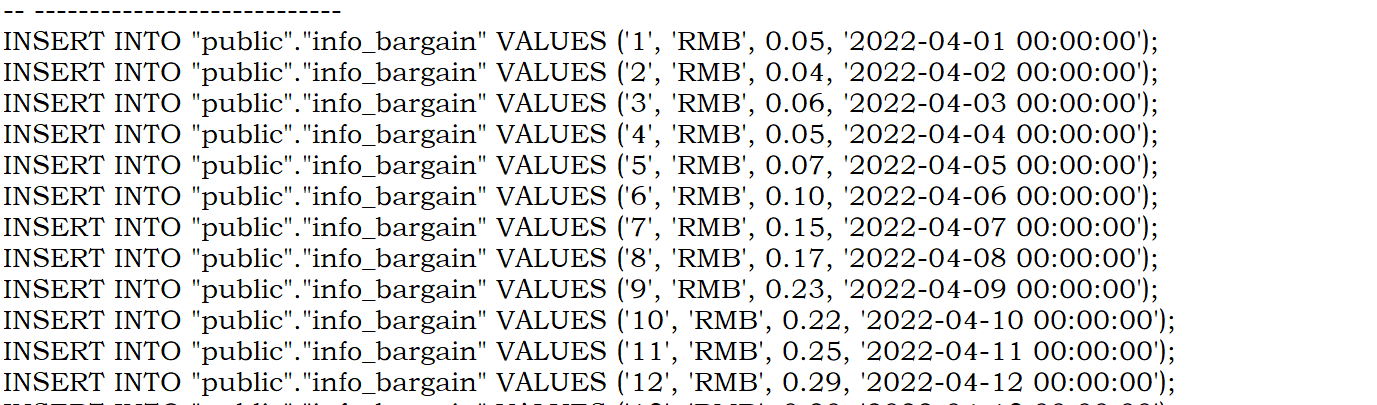 -- ----------------------------
INSERT INTO "public"."info_bargain" VALUES ('1', 'RMB', 0.05, '2022-04-01 00:00:00');
INSERT INTO "public"."info_bargain" VALUES ('2', 'RMB', 0.04, '2022-04-02 00:00:00');
INSERT INTO "public"."info_bargain" VALUES ('3', 'RMB', 0.06, '2022-04-03 00:00:00');
INSERT INTO "public"."info_bargain" VALUES ('4', 'RMB', 0.05, '2022-04-04 00:00:00');
INSERT INTO "public"."info_bargain" VALUES ('5', 'RMB', 0.07, '2022-04-05 00:00:00');
INSERT INTO "public"."info_bargain" VALUES ('6', 'RMB', 0.10, '2022-04-06 00:00:00');
INSERT INTO "public"."info_bargain" VALUES ('7', 'RMB', 0.15, '2022-04-07 00:00:00');
INSERT INTO "public"."info_bargain" VALUES ('8', 'RMB', 0.17, '2022-04-08 00:00:00');
INSERT INTO "public"."info_bargain" VALUES ('9', 'RMB', 0.23, '2022-04-09 00:00:00');
INSERT INTO "public"."info_bargain" VALUES ('10', 'RMB', 0.22, '2022-04-10 00:00:00');
INSERT INTO "public"."info_bargain" VALUES ('11', 'RMB', 0.25, '2022-04-11 00:00:00');
INSERT INTO "public"."info_bargain" VALUES ('12', 'RMB', 0.29, '2022-04-12 00:00:00');